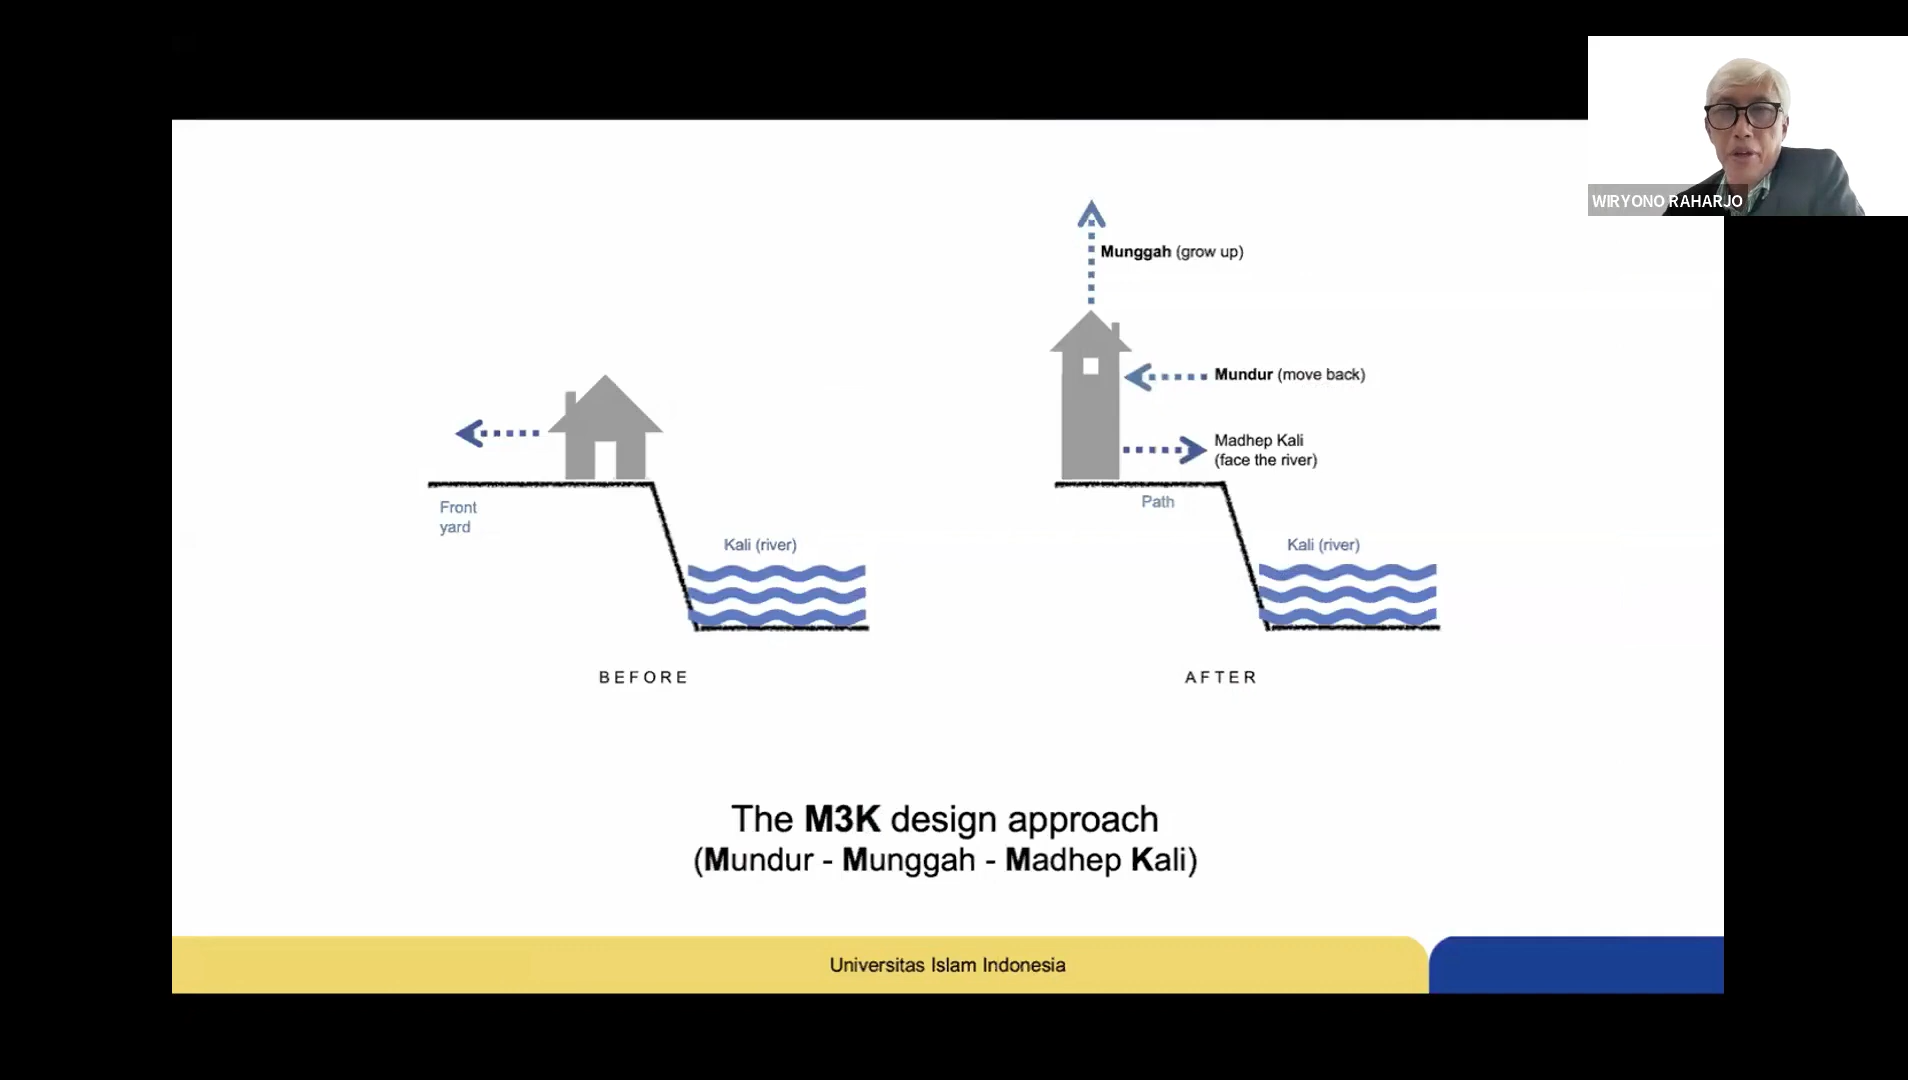 WIRYONO RAHARJO
Munggah (grow up)
Mundur (move back)
Madhep Kali
(face the river)
Front
yard
Path
Kali (river)
Kali (river)
BEFORE
AFTER
The M3K design approach
(Mundur - Munggah - Madhep Kali)
Universitas Islam Indonesia